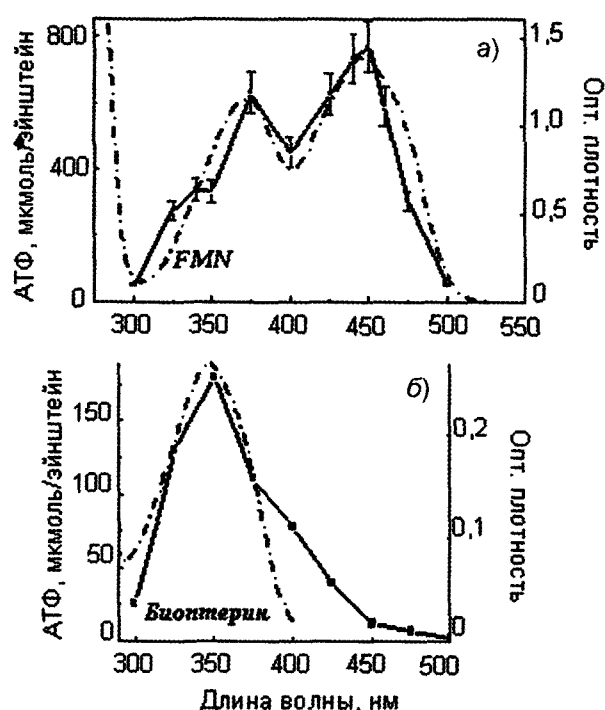 а)
АТФ, мкмоль/эйнштейн
800
400
0
1,5
1,0
0,5
0
Опт. плотность
FMN
300 350 400 450 500 550
б)
АТФ, мкмоль/эйнштейн
150
100
50
0
0,2
0,1
0
Опт. плотность
Биоптерин
300 350 400 450 500
Длина волны, нм